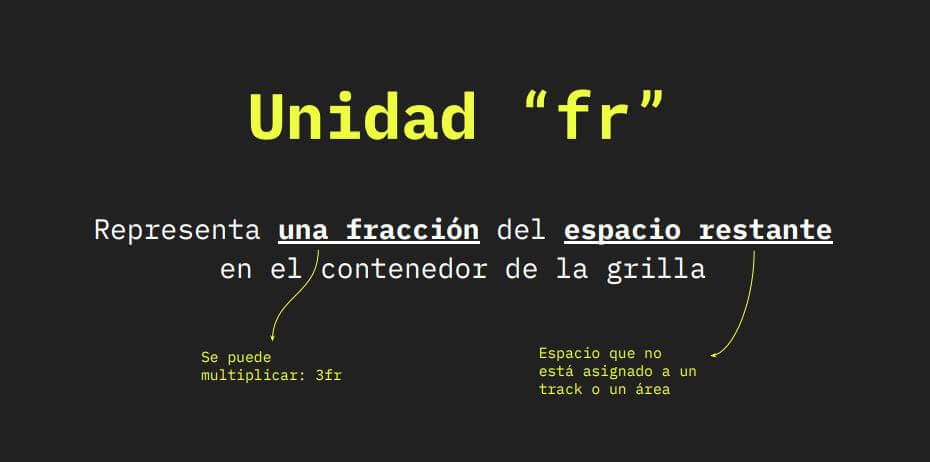 Unidad “fr”
Representa una fracción del espacio restante
en el contenedor de la grilla
Se puede
multiplicar: 3fr
Espacio que no
está asignado a un
track o un área